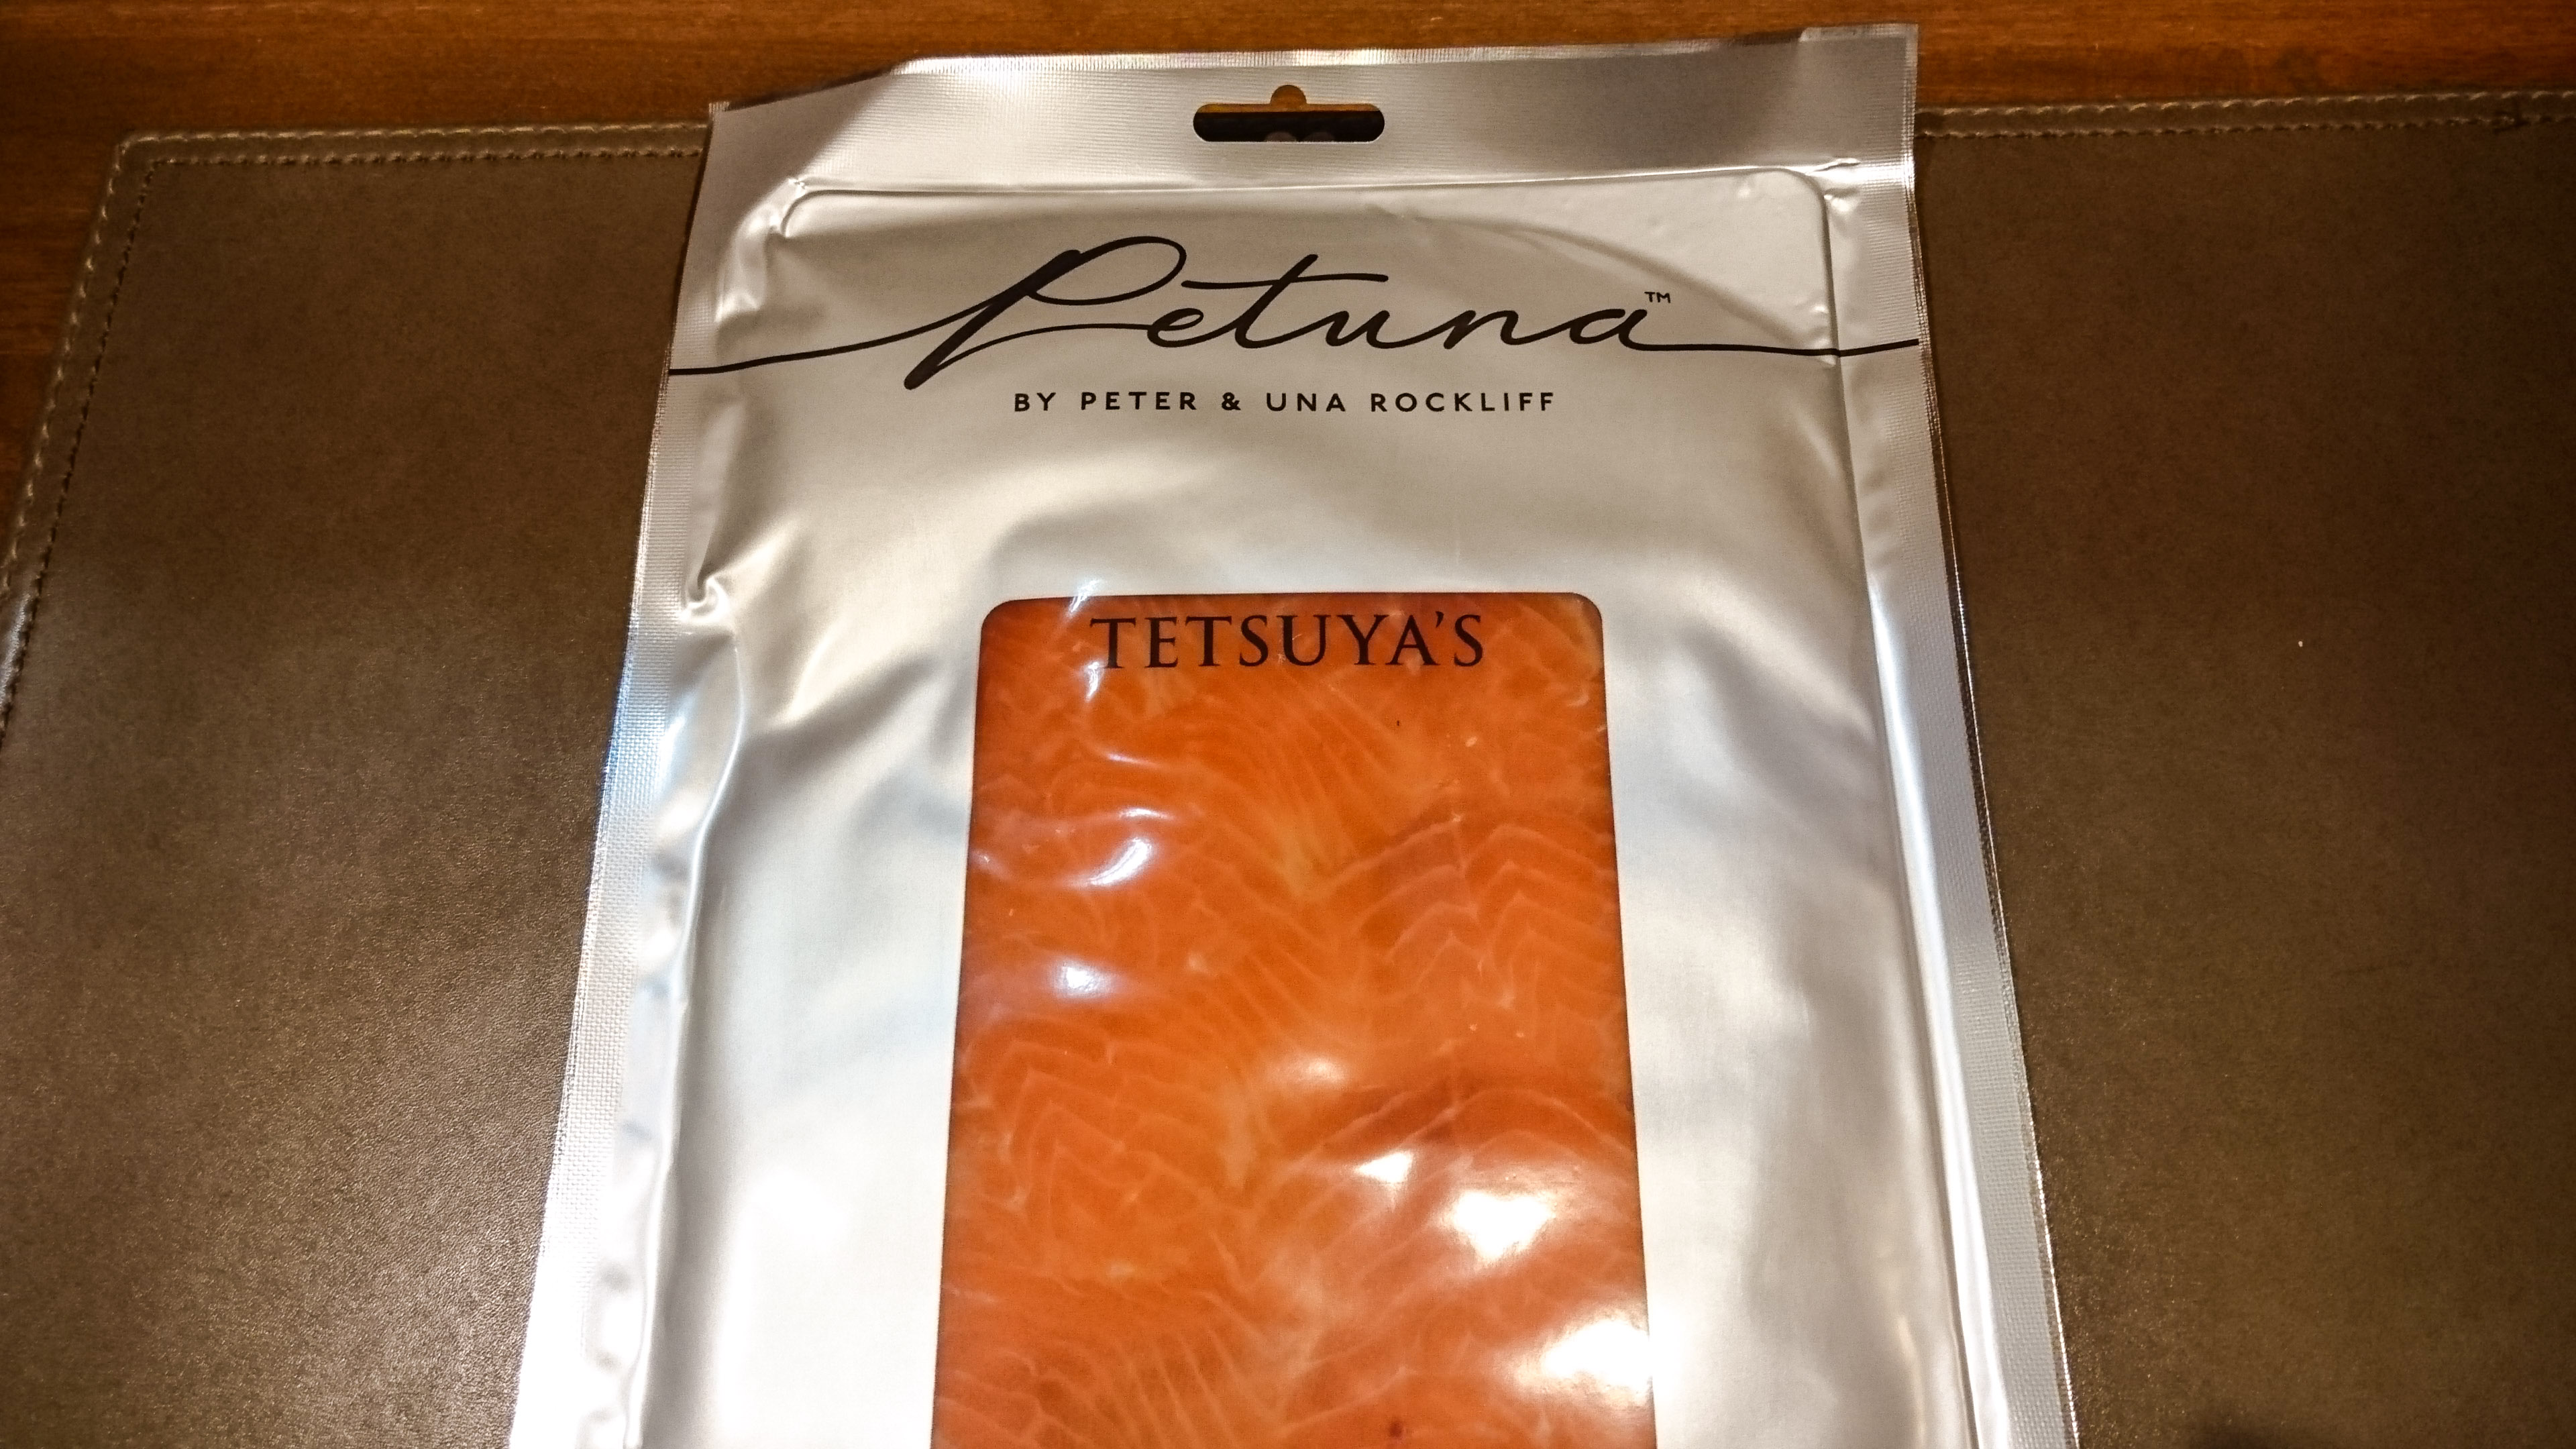 Petuna™
BY PETER & UNA ROCKLIFF
TETSUYA'S